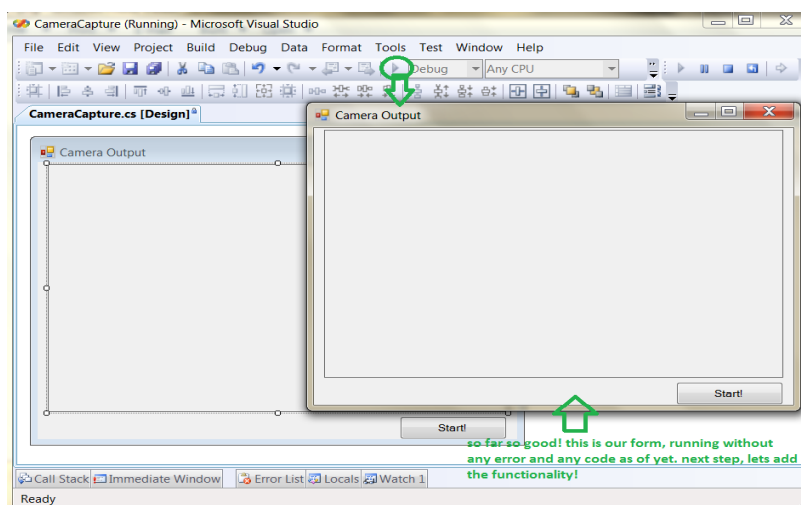 CameraCapture (Running) - Microsoft Visual Studio
File Edit View Project Build Debug Data Format Tools Test Window Help
Debug Any CPU
CameraCapture.cs [Design]
Camera Output
Camera Output
Start!
Start!
so far so good! this is our form, running without
any error and any code as of yet. next step, lets add
the functionality!
Call Stack Immediate Window Error List Locals Watch 1
Ready